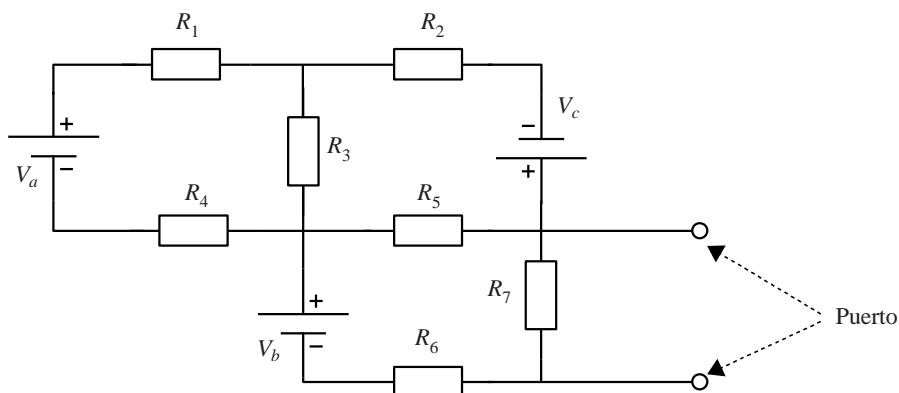 R1
R2
+
Va
−
R3
−
Vc
+
R4
R5
+
Vb
−
R7
R6
Puerto